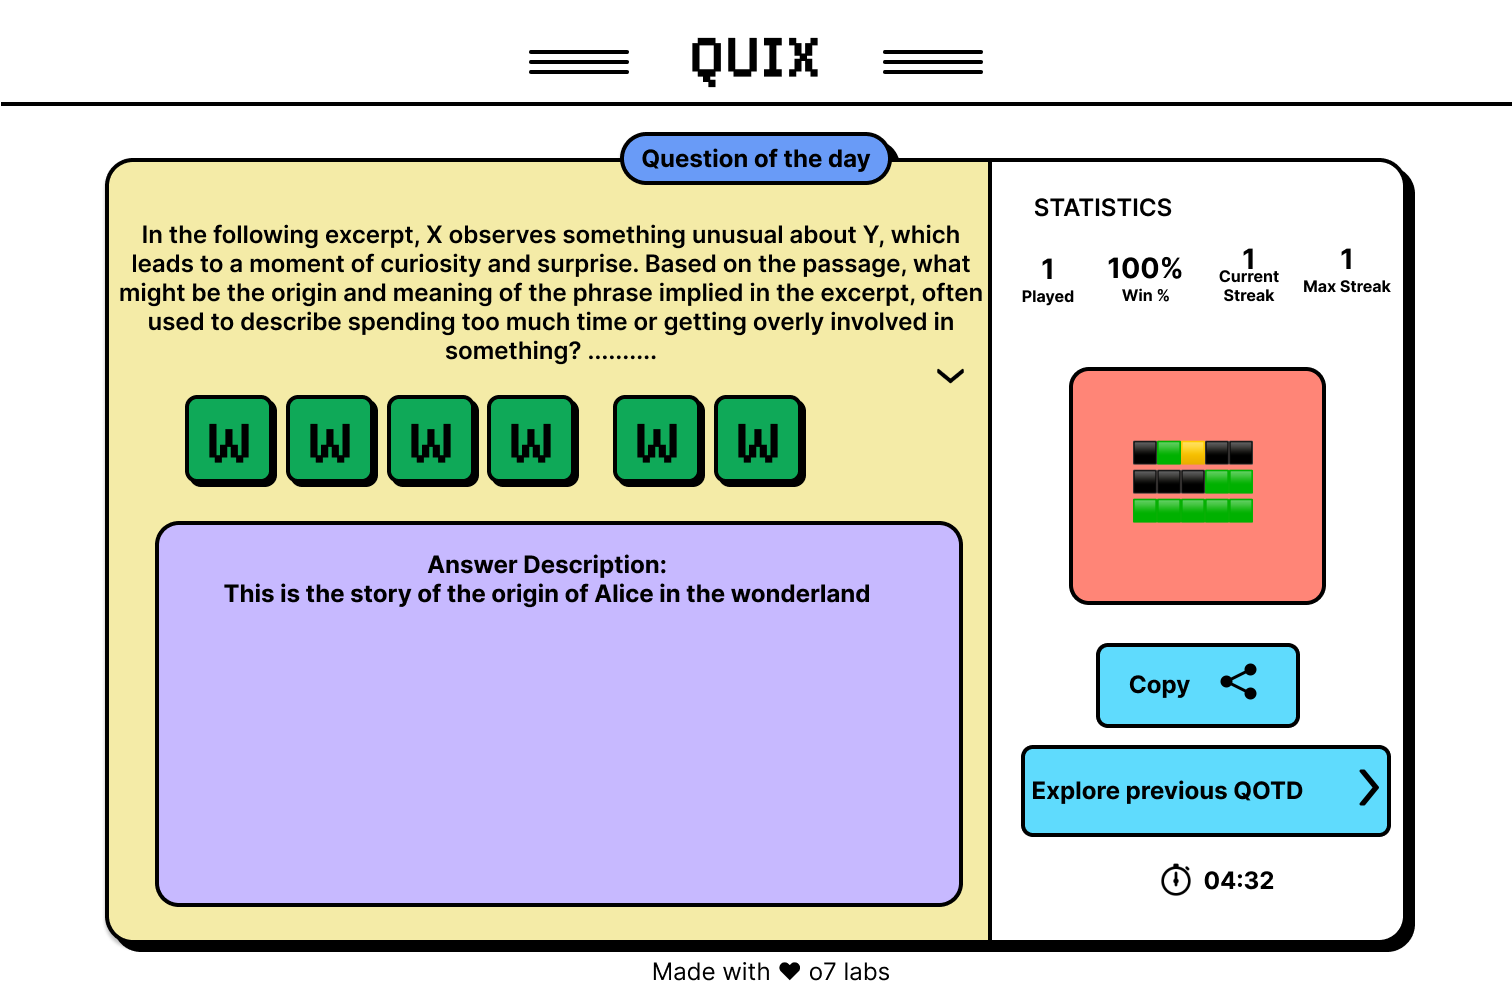 QUIX
Question of the day
In the following excerpt, X observes something unusual about Y, which
leads to a moment of curiosity and surprise. Based on the passage, what
might be the origin and meaning of the phrase implied in the excerpt, often
used to describe spending too much time or getting overly involved in
something? ..........
W W W W W W
Answer Description:
This is the story of the origin of Alice in the wonderland
STATISTICS
1
Played
100%
Win %
1
Current
Streak
1
Max Streak
Copy
Explore previous QOTD
04:32
Made with ♥ o7 labs